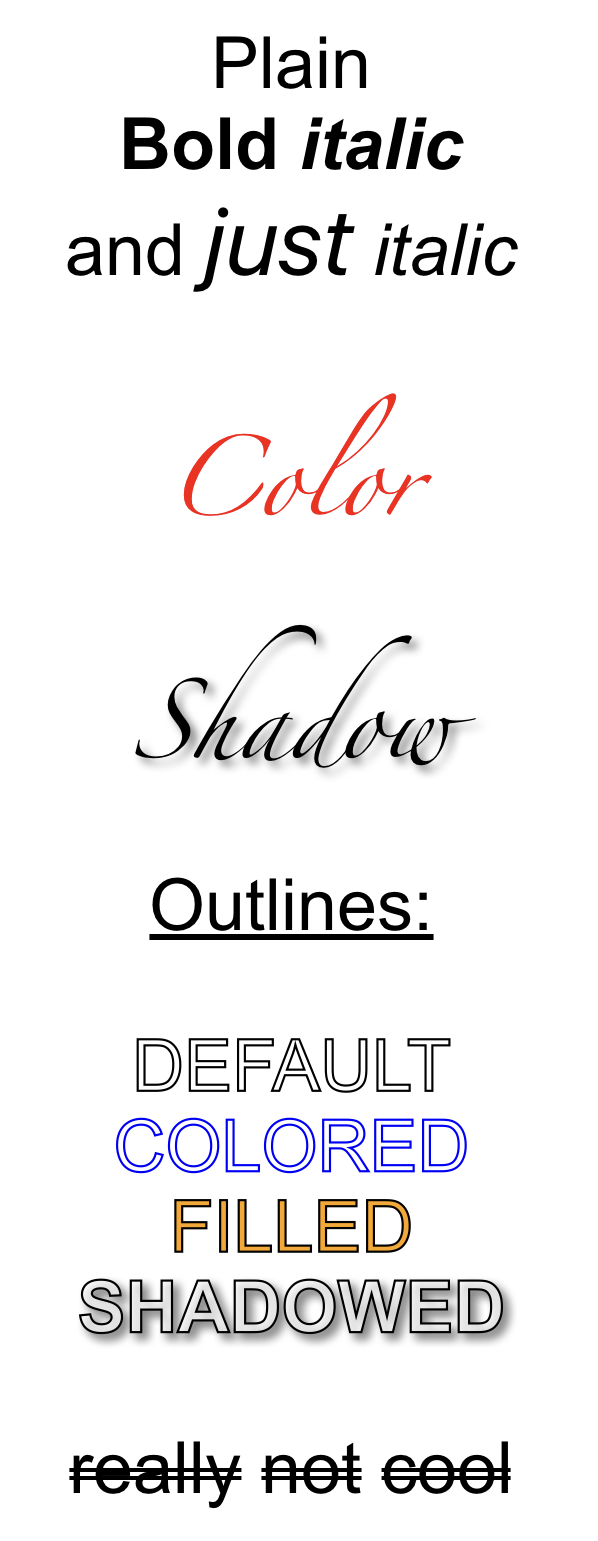 Plain
Bold italic
and just italic
Color
Shadow
Outlines:
DEFAULT
COLORED
FILLED
SHADOWED
really not cool